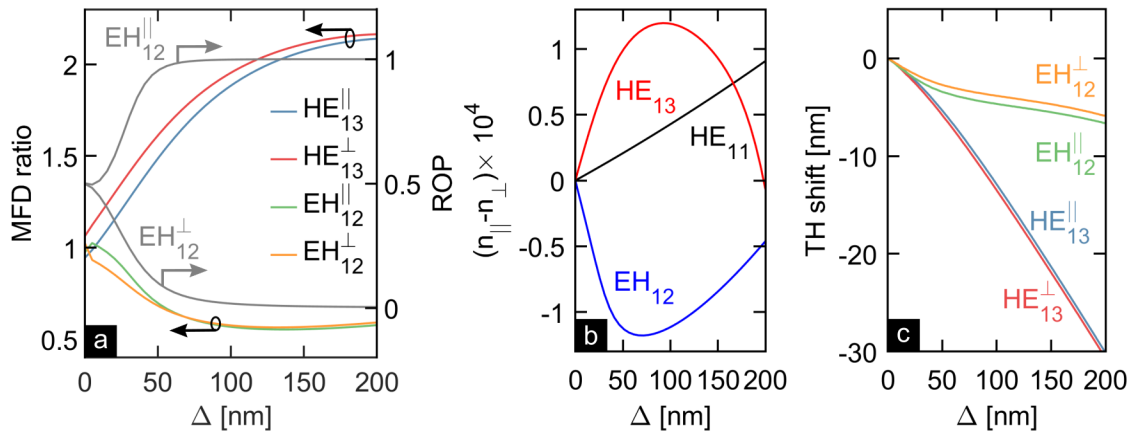 MFD ratio
2
1.5
1
0.5
EH₁₂^||
HE₁₃^||
HE₁₃^⊥
EH₁₂^||
EH₁₂^⊥
EH₁₂^⊥
a
1
0.5
0
ROP
0 50 100 150 200
Δ [nm]
(n_||-n_⊥) × 10⁴
1
0.5
0
-0.5
-1
HE₁₃
HE₁₁
EH₁₂
b
0 50 100 150 200
Δ [nm]
TH shift [nm]
0
-10
-20
-30
EH₁₂^⊥
EH₁₂^||
HE₁₃^||
HE₁₃^⊥
c
0 50 100 150 200
Δ [nm]